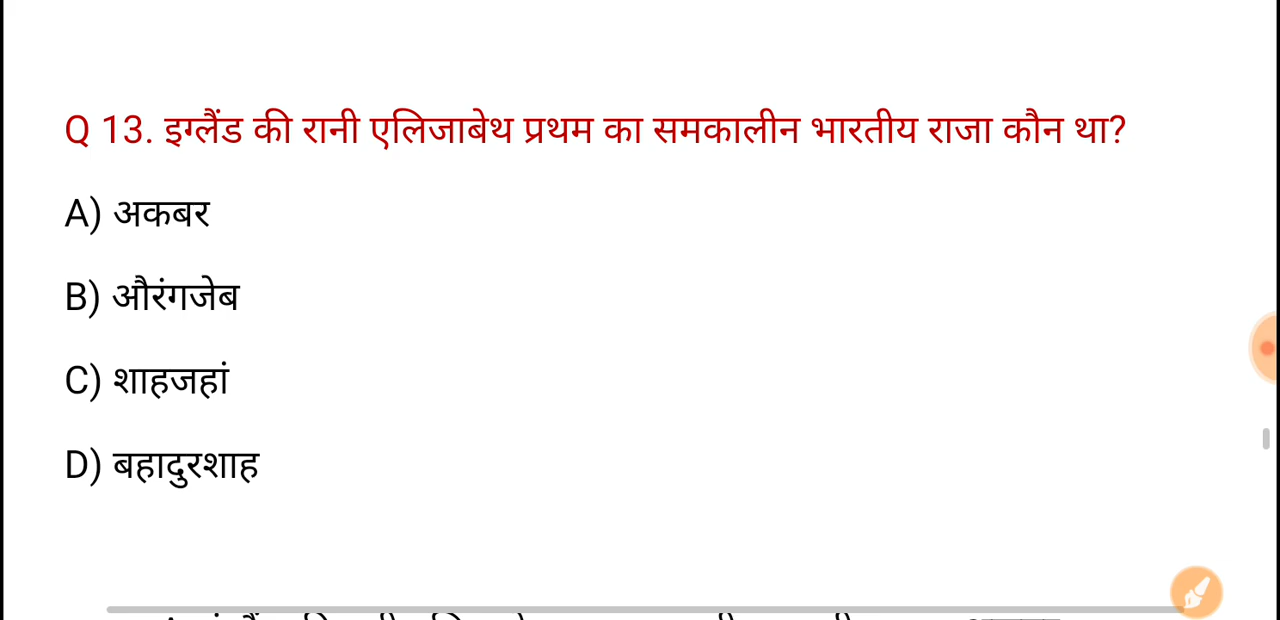 Q 13. इग्लैंड की रानी एलिजाबेथ प्रथम का समकालीन भारतीय राजा कौन था?
A) अकबर
B) औरंगजेब
C) शाहजहां
D) बहादुरशाह